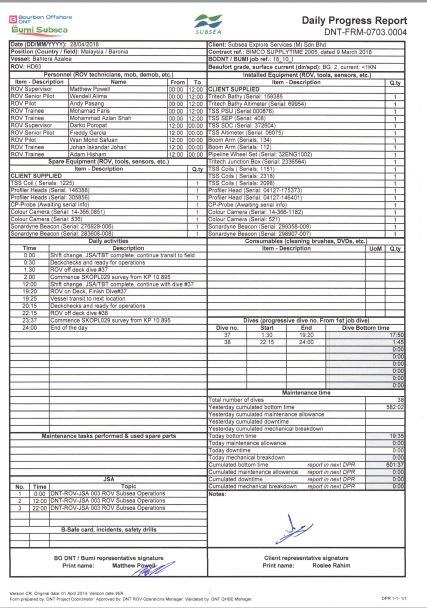 Bourbon Offshore
DNT
Bumi Subsea
SUBSEA
Daily Progress Report
DNT-FRM-0703.0004
Date (DD/MM/YYYY): 28/04/2018
Client: Subsea Explore Services (M) Sdn Bhd
Position (Country / field): Malaysia / Baronia
Contract ref.: BIMCO SUPPLYTIME 2005, dated 9 March 2018
Vessel: Bahtera Azalea
BODNT / BUMI job ref.: 18_10_I
ROV: HD63
Beaufort grade, surface current (dir/spd): BG: 2, current: <1KN
Personnel (ROV technicians, mob, demob, etc.)
Item - Description Name From To
ROV Supervisor Matthew Powell 00:00 12:00
ROV Senior Pilot Wendell Alima 00:00 12:00
ROV Pilot Andy Pasang 00:00 12:00
ROV Trainee Mohamad Faris 00:00 12:00
ROV Trainee Mohammad Azlan Shah 00:00 12:00
ROV Supervisor Darko Poropat 12:00 00:00
ROV Senior Pilot Freddy Garcia 12:00 00:00
ROV Pilot Wan Mohd Safuan 12:00 00:00
ROV Trainee Johan Iskandar Johari 12:00 00:00
ROV Trainee Adam Hisham 12:00 00:00
Installed Equipment (ROV, tools, sensors, etc.)
Item - Description Q.ty
CLIENT SUPPLIED
Tritech Bathy (Serial: 156385 1
Tritech Bathy Altimeter (Serial: 69954) 1
TSS PSU (Serial:000876) 1
TSS SEP (Serial: 408) 1
TSS SDC (Serial: 372604) 1
TSS Altimeter (Serial: 06075) 1
Boom Arm (Serial: 134) 1
Boom Arm (Serial: 112) 1
Pipeline Wheel Set (Serial: 32ENG1002) 1
Tritech Junction Box (Serial: 2336564) 1
TSS Coils (Serial: 1151) 1
TSS Coils (Serial: 2318) 1
TSS Coils (Serial: 2098) 1
Profiler Head (Serial: 04127-175373) 1
Profiler Head (Serial: 04127-146401) 1
Colour Camera (Serial: 14-366-1182) 1
Colour Camera (Serial: 521) 1
Sonardyne Beacon (Serial: 299358-009) 1
Sonardyne Beacon (Serial: 298907-007) 1
Spare Equipment (ROV, tools, sensors, etc.)
Item - Description Q.ty
CLIENT SUPPLIED
TSS Coil ( Serials: 1225) 1
Profiler Heads (Serial: 146388) 1
Profiler Heads (Serial: 305856) 1
CP-Probe (Awaiting serial info) 1
Colour Camera (Serial: 14-366,0851) 1
Colour Camera (Serial: 536) 1
Sonardyne Beacon (Serial: 275929-006) 1
Sonardyne Beacon (Serial: 283608-008) 1
Daily activities
Time Description
0:00 Shift change, JSA/TBT complete, continue transit to field
0:30 Deckchecks and ready for operations
1:30 ROV off deck dive #37
2:00 Commence SKOPL029 survey from KP 10.895
12:00 Shift change, JSA/TBT complete, continue with dive #37
19:20 ROV on Deck, Finish Dive#37
19:25 Vessel transit to next location
20:15 Deckchecks and ready for operations
22:15 ROV off deck dive #38
23:37 Commence SKOPL029 survey from KP 10.895
24:00 End of the day
Consumables (cleaning brushes, DVDs, etc.)
Item - Description UoM Q.ty
Dives (progressive dive no. From 1st job dive)
Dive no. Start End Dive Bottom time
37 1:30 19:20 17:50
38 22:15 24:00 1:45
0:00
0:00
0:00
0:00
0:00
Maintenance time
Total number of dives 38
Yesterday cumulated bottom time 582:02
Yesterday cumulated maintenance allowance
Yesterday cumulated downtime
Yesterday cumulated mechanical breakdown
Today bottom time 19:35
Today maintenance allowance 0:00
Today downtime 0:00
Today mechanical breakdown 0:00
Cumulated bottom time report in next DPR 601:37
Cumulated maintenance allowance report in next DPR 0:00
Cumulated downtime report in next DPR 0:00
Cumulated mechanical breakdown report in next DPR 0:00
Maintenance tasks performed & used spare parts
JSA
No. Time Topic
1 0:00 DNT-ROV-JSA 003 ROV Subsea Operations
2 12:00 DNT-ROV-JSA 003 ROV Subsea Operations
3 22:00 DNT-ROV-JSA 003 ROV Subsea Operations
Notes:
B-Safe card, incidents, safety drills
BO DNT / Bumi representative signature
Print name: Matthew Powell
Client representative signature
Print name: Roslee Rahim
Version CR. Original date: 01 April 2014. Version date: N/A
Form prepared by: DNT Project Coordinator. Approved by: DNT ROV Operations Manager. Validated by: DNT QHSE Manager.
DPR 1-1- 1/1